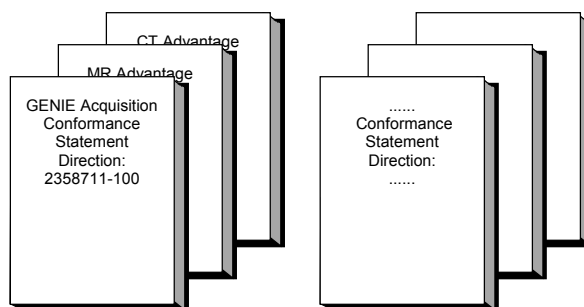 CT Advantage
MR Advantage
GENIE Acquisition
Conformance
Statement
Direction:
2358711-100
......
Conformance
Statement
Direction:
......